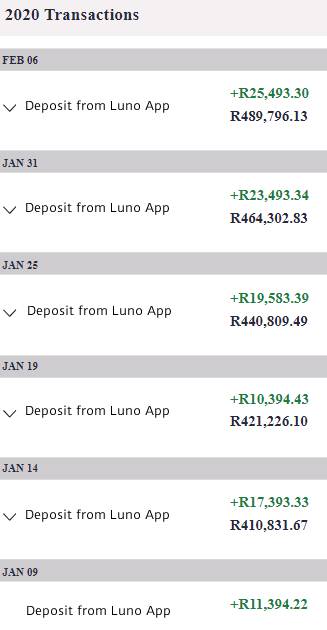 2020 Transactions
FEB 06
Deposit from Luno App +R25,493.30
R489,796.13
JAN 31
Deposit from Luno App +R23,493.34
R464,302.83
JAN 25
Deposit from Luno App +R19,583.39
R440,809.49
JAN 19
Deposit from Luno App +R10,394.43
R421,226.10
JAN 14
Deposit from Luno App +R17,393.33
R410,831.67
JAN 09
Deposit from Luno App +R11,394.22